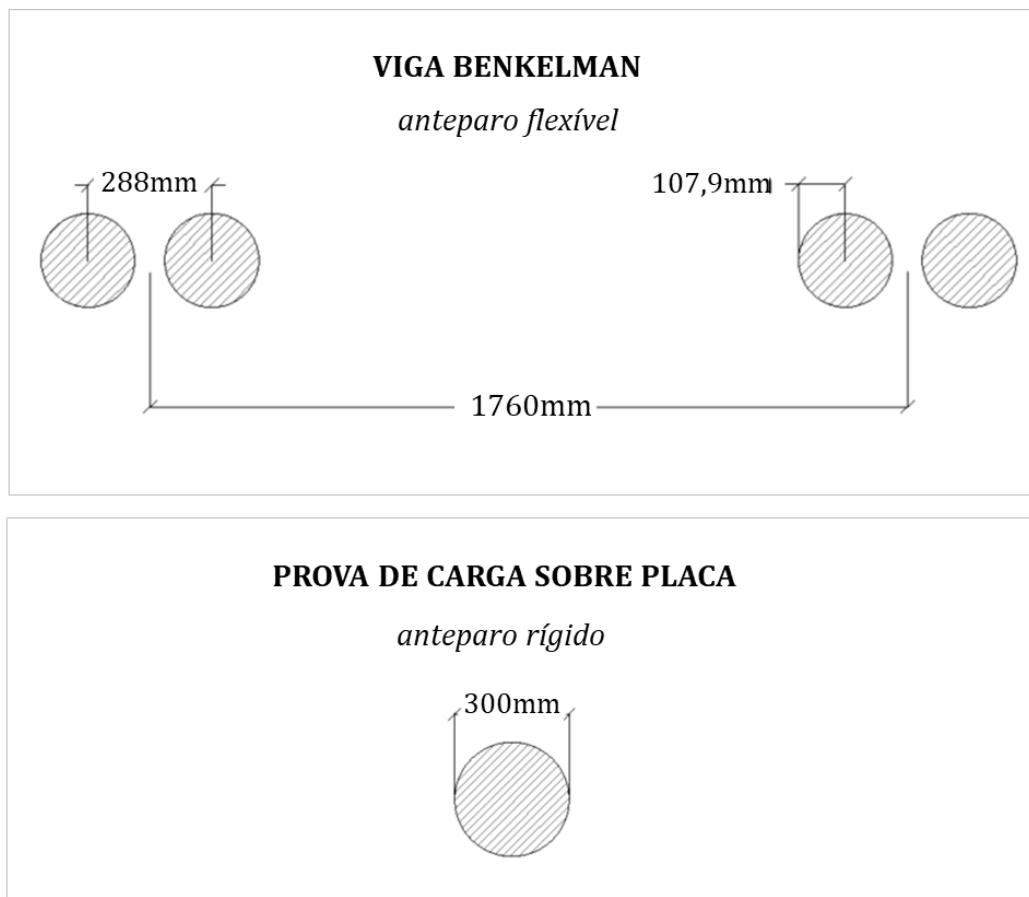 VIGA BENKELMAN
anteparo flexível
288mm
107,9mm
1760mm
PROVA DE CARGA SOBRE PLACA
anteparo rígido
300mm